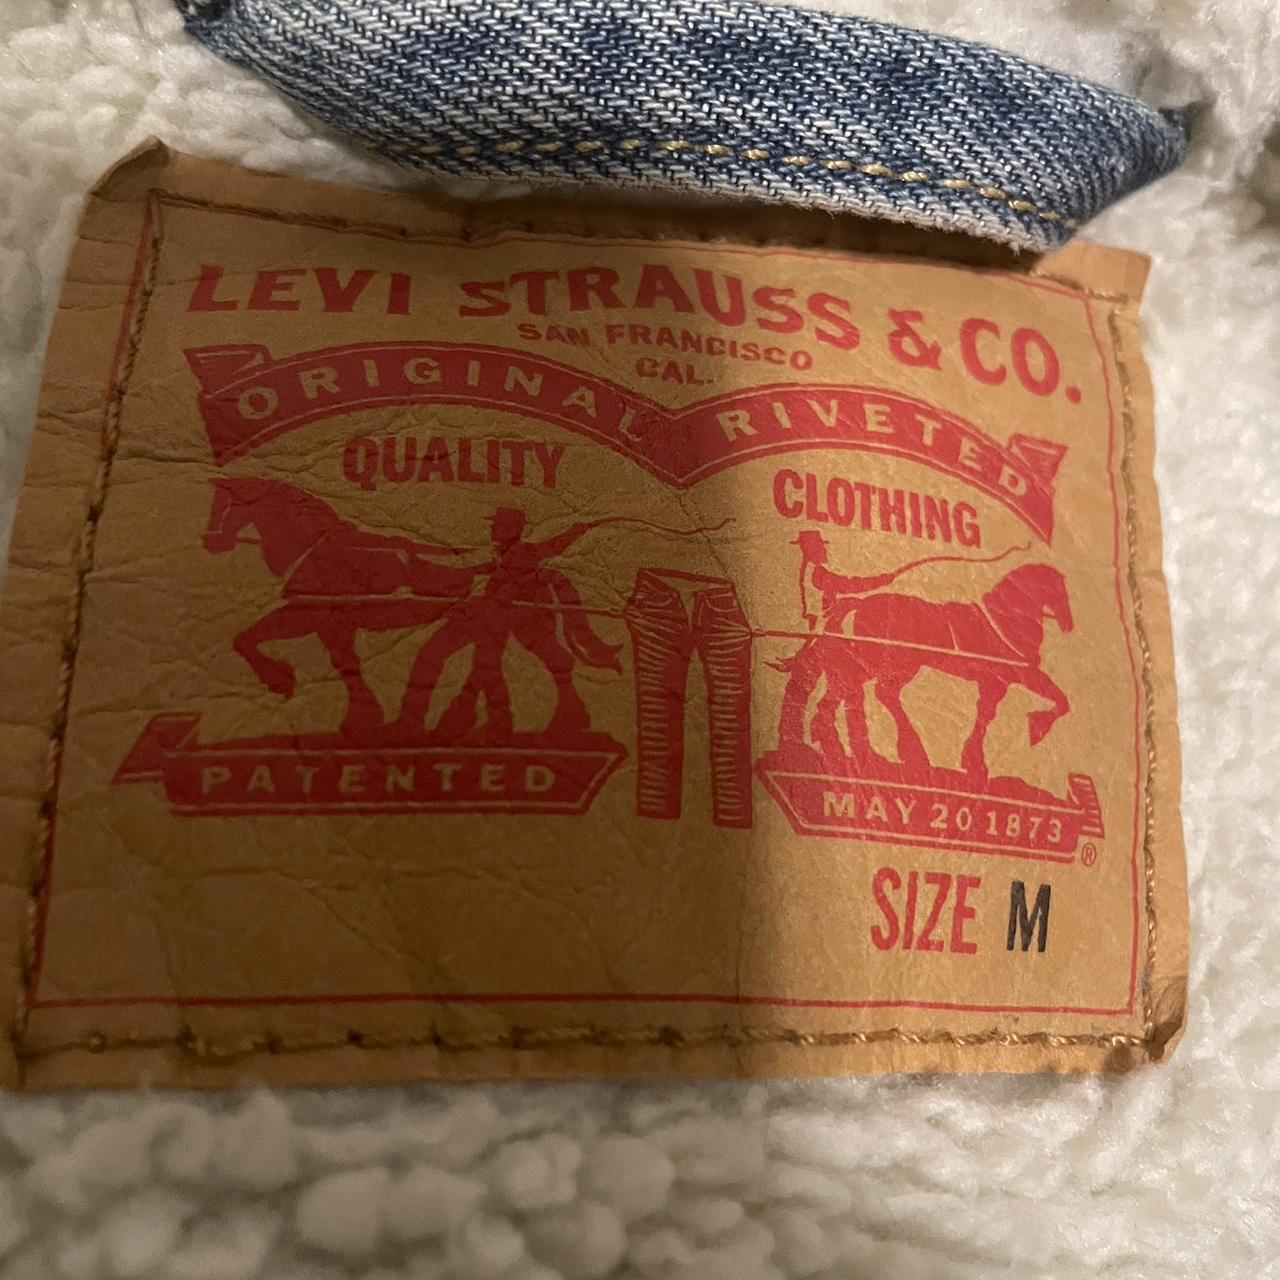 LEVI STRAUSS & CO.
SAN FRANCISCO
CAL.
ORIGINAL RIVETED
QUALITY CLOTHING
PATENTED MAY 20 1873
®
SIZE M